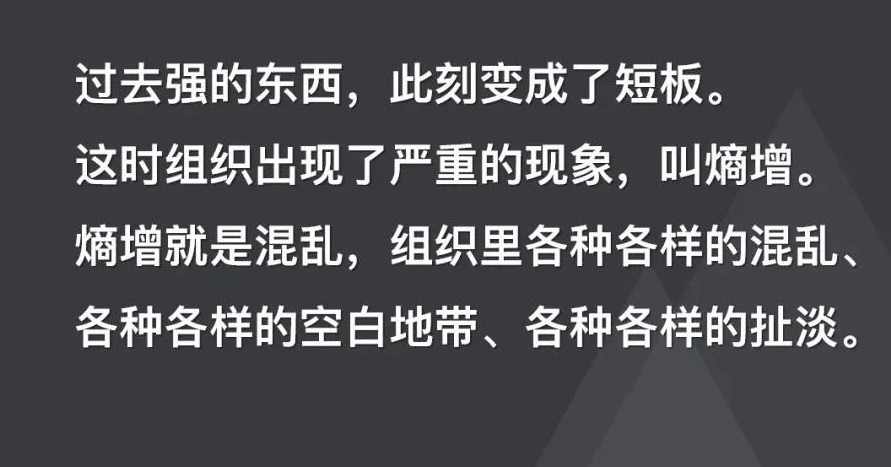 过去强的东西，此刻变成了短板。
这时组织出现了严重的现象，叫熵增。
熵增就是混乱，组织里各种各样的混乱、
各种各样的空白地带、各种各样的扯淡。